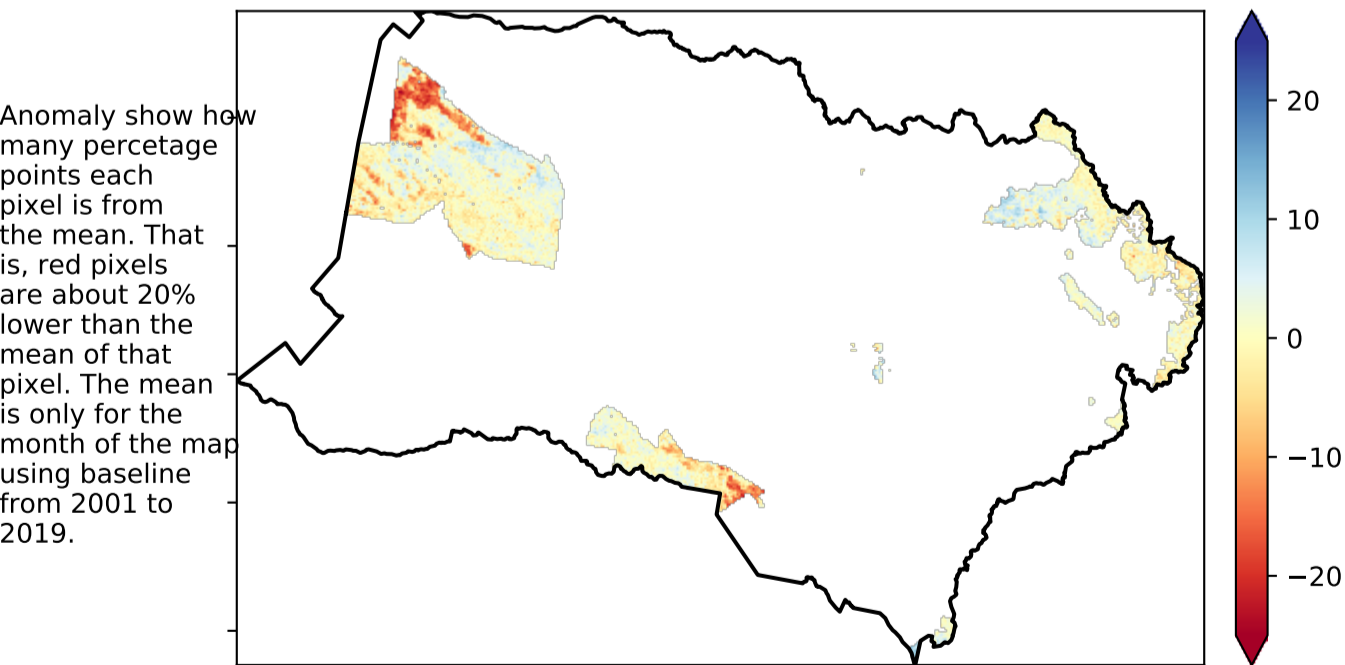 Anomaly show how
many percetage
points each
pixel is from
the mean. That
is, red pixels
are about 20%
lower than the
mean of that
pixel. The mean
is only for the
month of the map
using baseline
from 2001 to
2019.
20
10
0
−10
−20